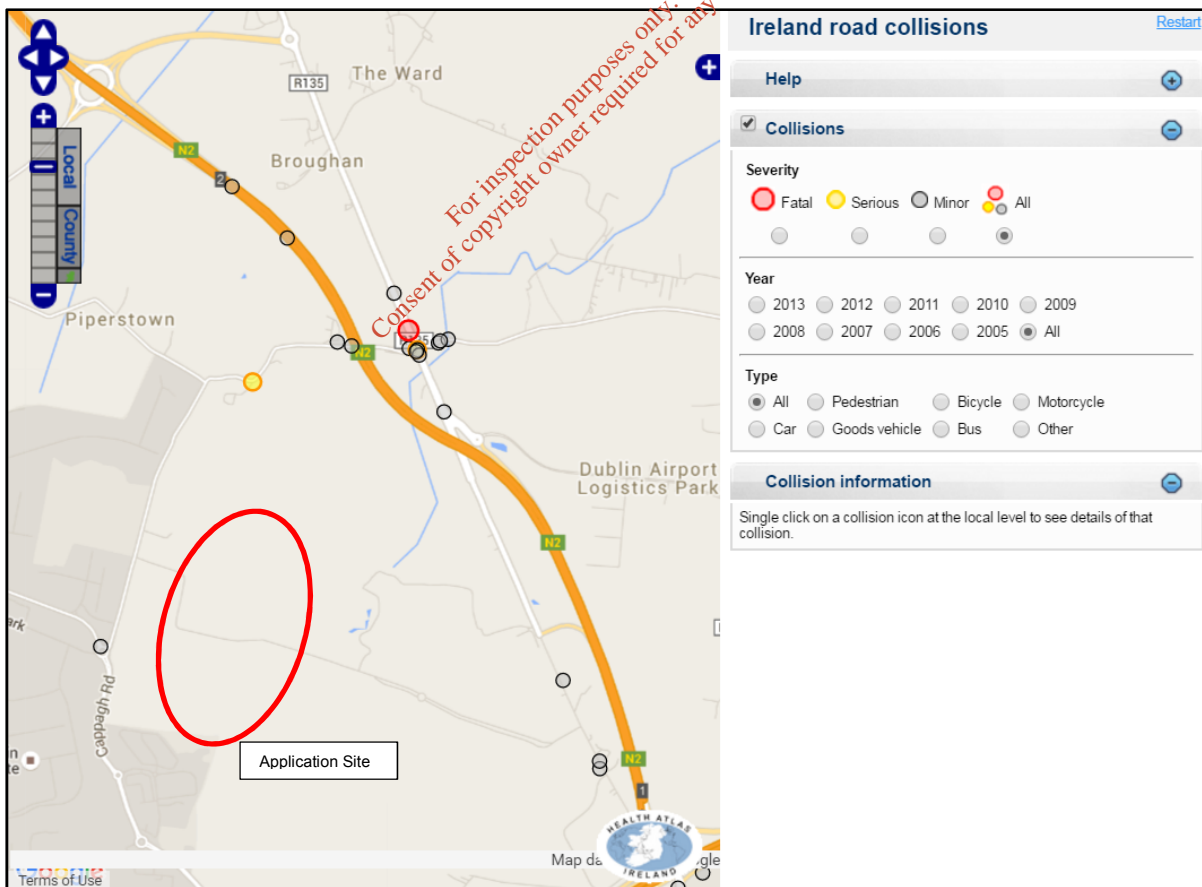 For inspection purposes only.
Consent of copyright owner required for any
R135
The Ward
N2
2
Broughan
Local
County
Piperstown
R135
N2
Dublin Airport
Logistics Park
N2
Cappagh Rd
Application Site
N2
1
HEALTH ATLAS
IRELAND
Map da
gle
Terms of Use
Ireland road collisions
Restart
Help
Collisions
Severity
Fatal Serious Minor All
Year
2013 2012 2011 2010 2009
2008 2007 2006 2005 All
Type
All Pedestrian Bicycle Motorcycle
Car Goods vehicle Bus Other
Collision information
Single click on a collision icon at the local level to see details of that
collision.